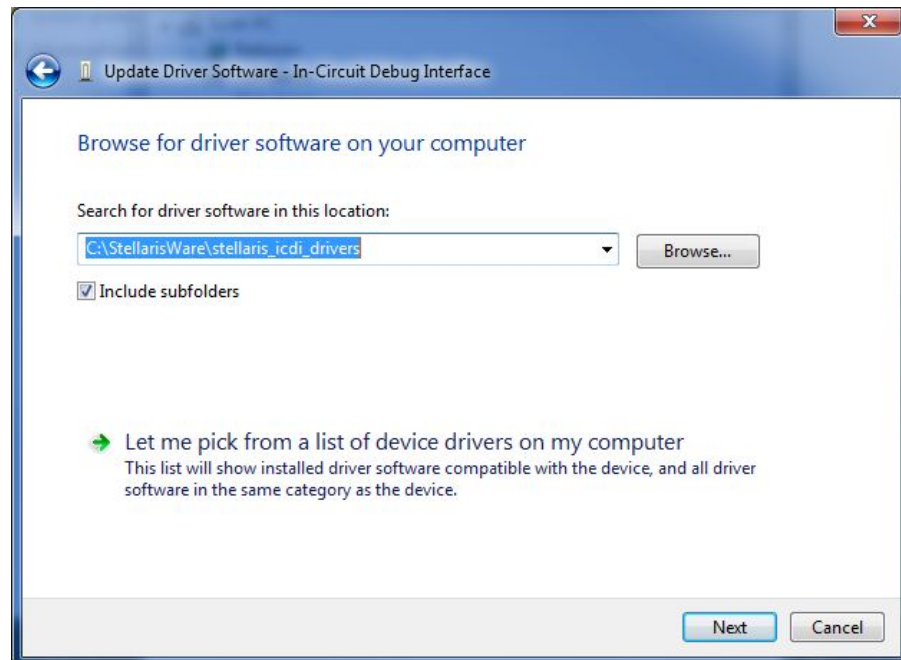 Update Driver Software - In-Circuit Debug Interface
Browse for driver software on your computer
Search for driver software in this location:
C:\StellarisWare\stellaris_icdi_drivers
Browse...
Include subfolders
Let me pick from a list of device drivers on my computer
This list will show installed driver software compatible with the device, and all driver
software in the same category as the device.
Next
Cancel